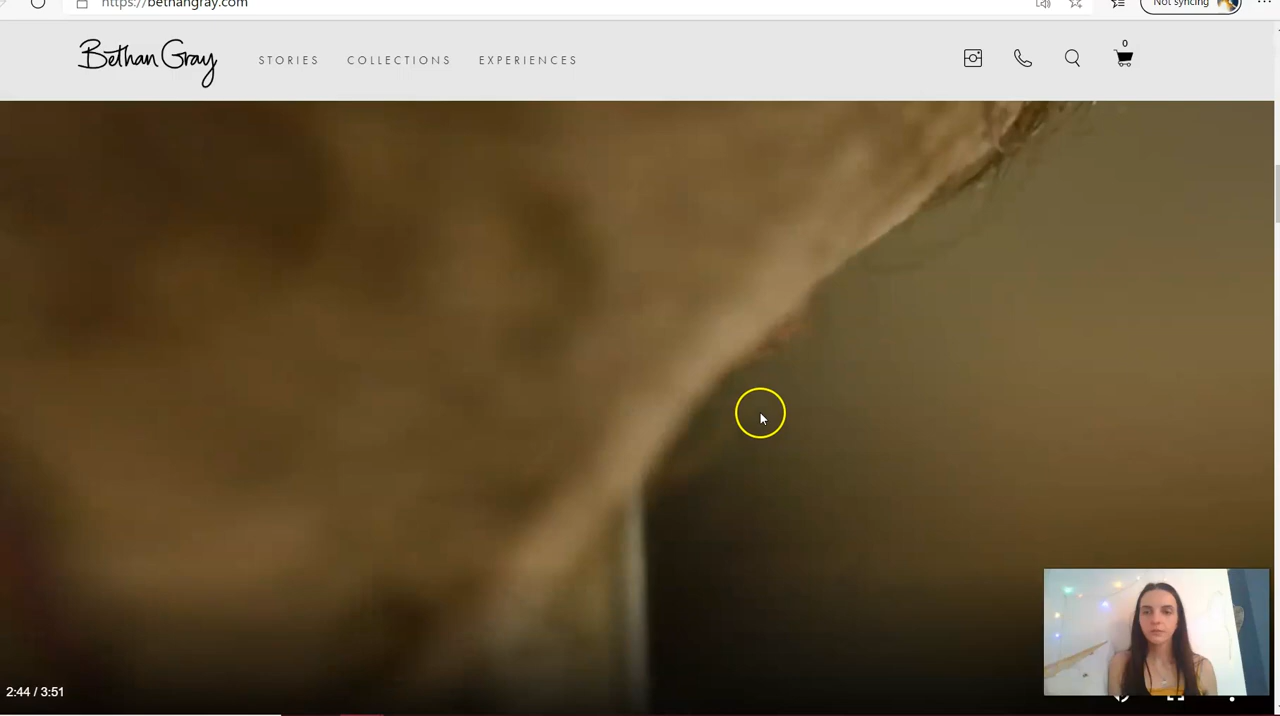 https://bethangray.com
Not syncing
Bethan Gray
STORIES
COLLECTIONS
EXPERIENCES
0
2:44 / 3:51